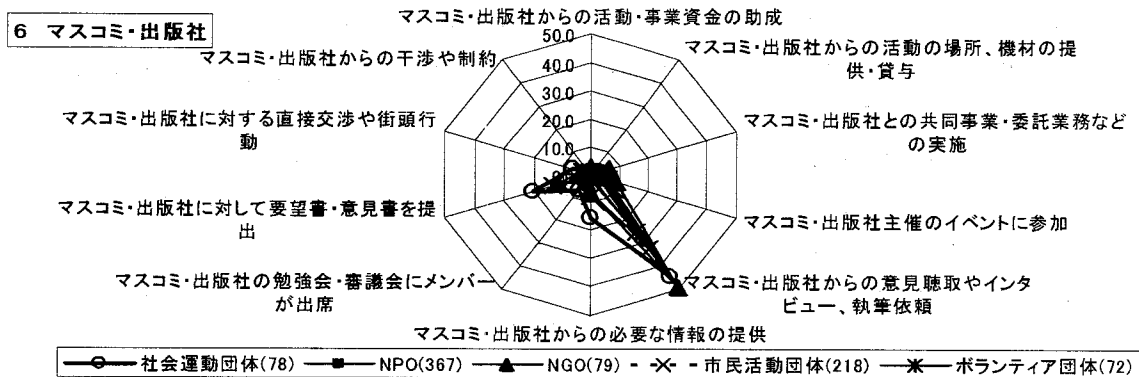 6 マスコミ・出版社
マスコミ・出版社からの活動・事業資金の助成
50.0
40.0
30.0
20.0
10.0
マスコミ・出版社からの活動の場所、機材の提
供・貸与
マスコミ・出版社との共同事業・委託業務など
の実施
マスコミ・出版社主催のイベントに参加
マスコミ・出版社からの意見聴取やインタ
ビュー、執筆依頼
マスコミ・出版社からの必要な情報の提供
マスコミ・出版社の勉強会・審議会にメンバー
が出席
マスコミ・出版社に対して要望書・意見書を提
出
マスコミ・出版社に対する直接交渉や街頭行
動
マスコミ・出版社からの干渉や制約
社会運動団体(78) NPO(367) NGO(79) 市民活動団体(218) ボランティア団体(72)